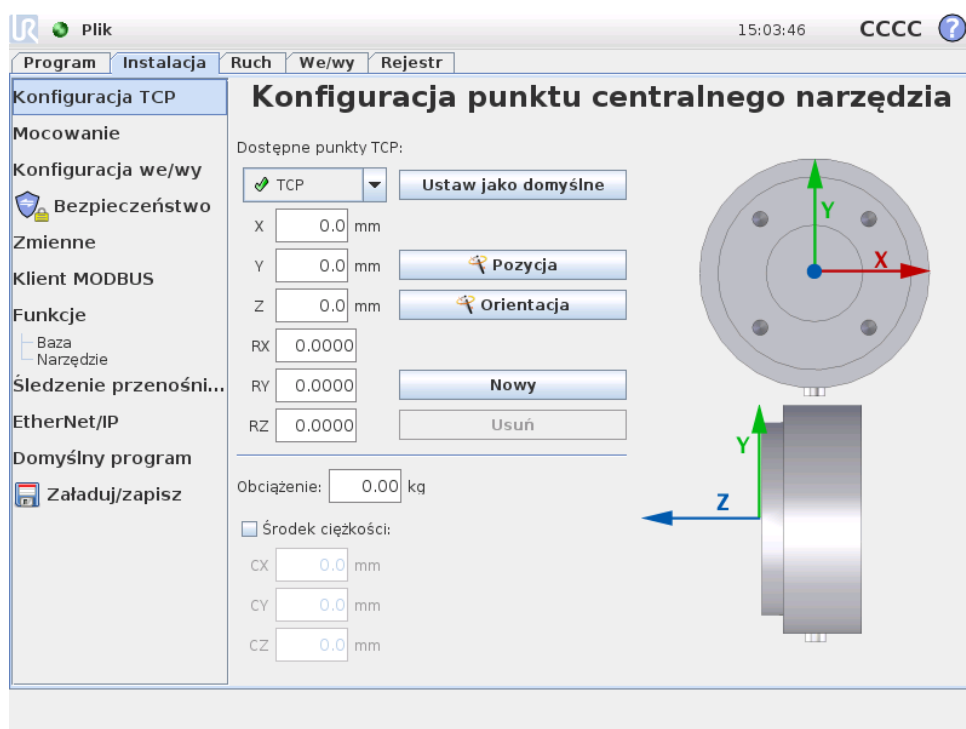 UR Plik 15:03:46 CCCC ?
Program Instalacja Ruch We/wy Rejestr
Konfiguracja TCP
Mocowanie
Konfiguracja we/wy
Bezpieczeństwo
Zmienne
Klient MODBUS
Funkcje
Baza
Narzędzie
Śledzenie przenośni...
EtherNet/IP
Domyślny program
Załaduj/zapisz
Konfiguracja punktu centralnego narzędzia
Dostępne punkty TCP:
TCP Ustaw jako domyślne
X 0.0 mm
Y 0.0 mm Pozycja
Z 0.0 mm Orientacja
RX 0.0000
RY 0.0000 Nowy
RZ 0.0000 Usuń
Obciążenie: 0.00 kg
Środek ciężkości:
CX 0.0 mm
CY 0.0 mm
CZ 0.0 mm
Y
X
Y
Z